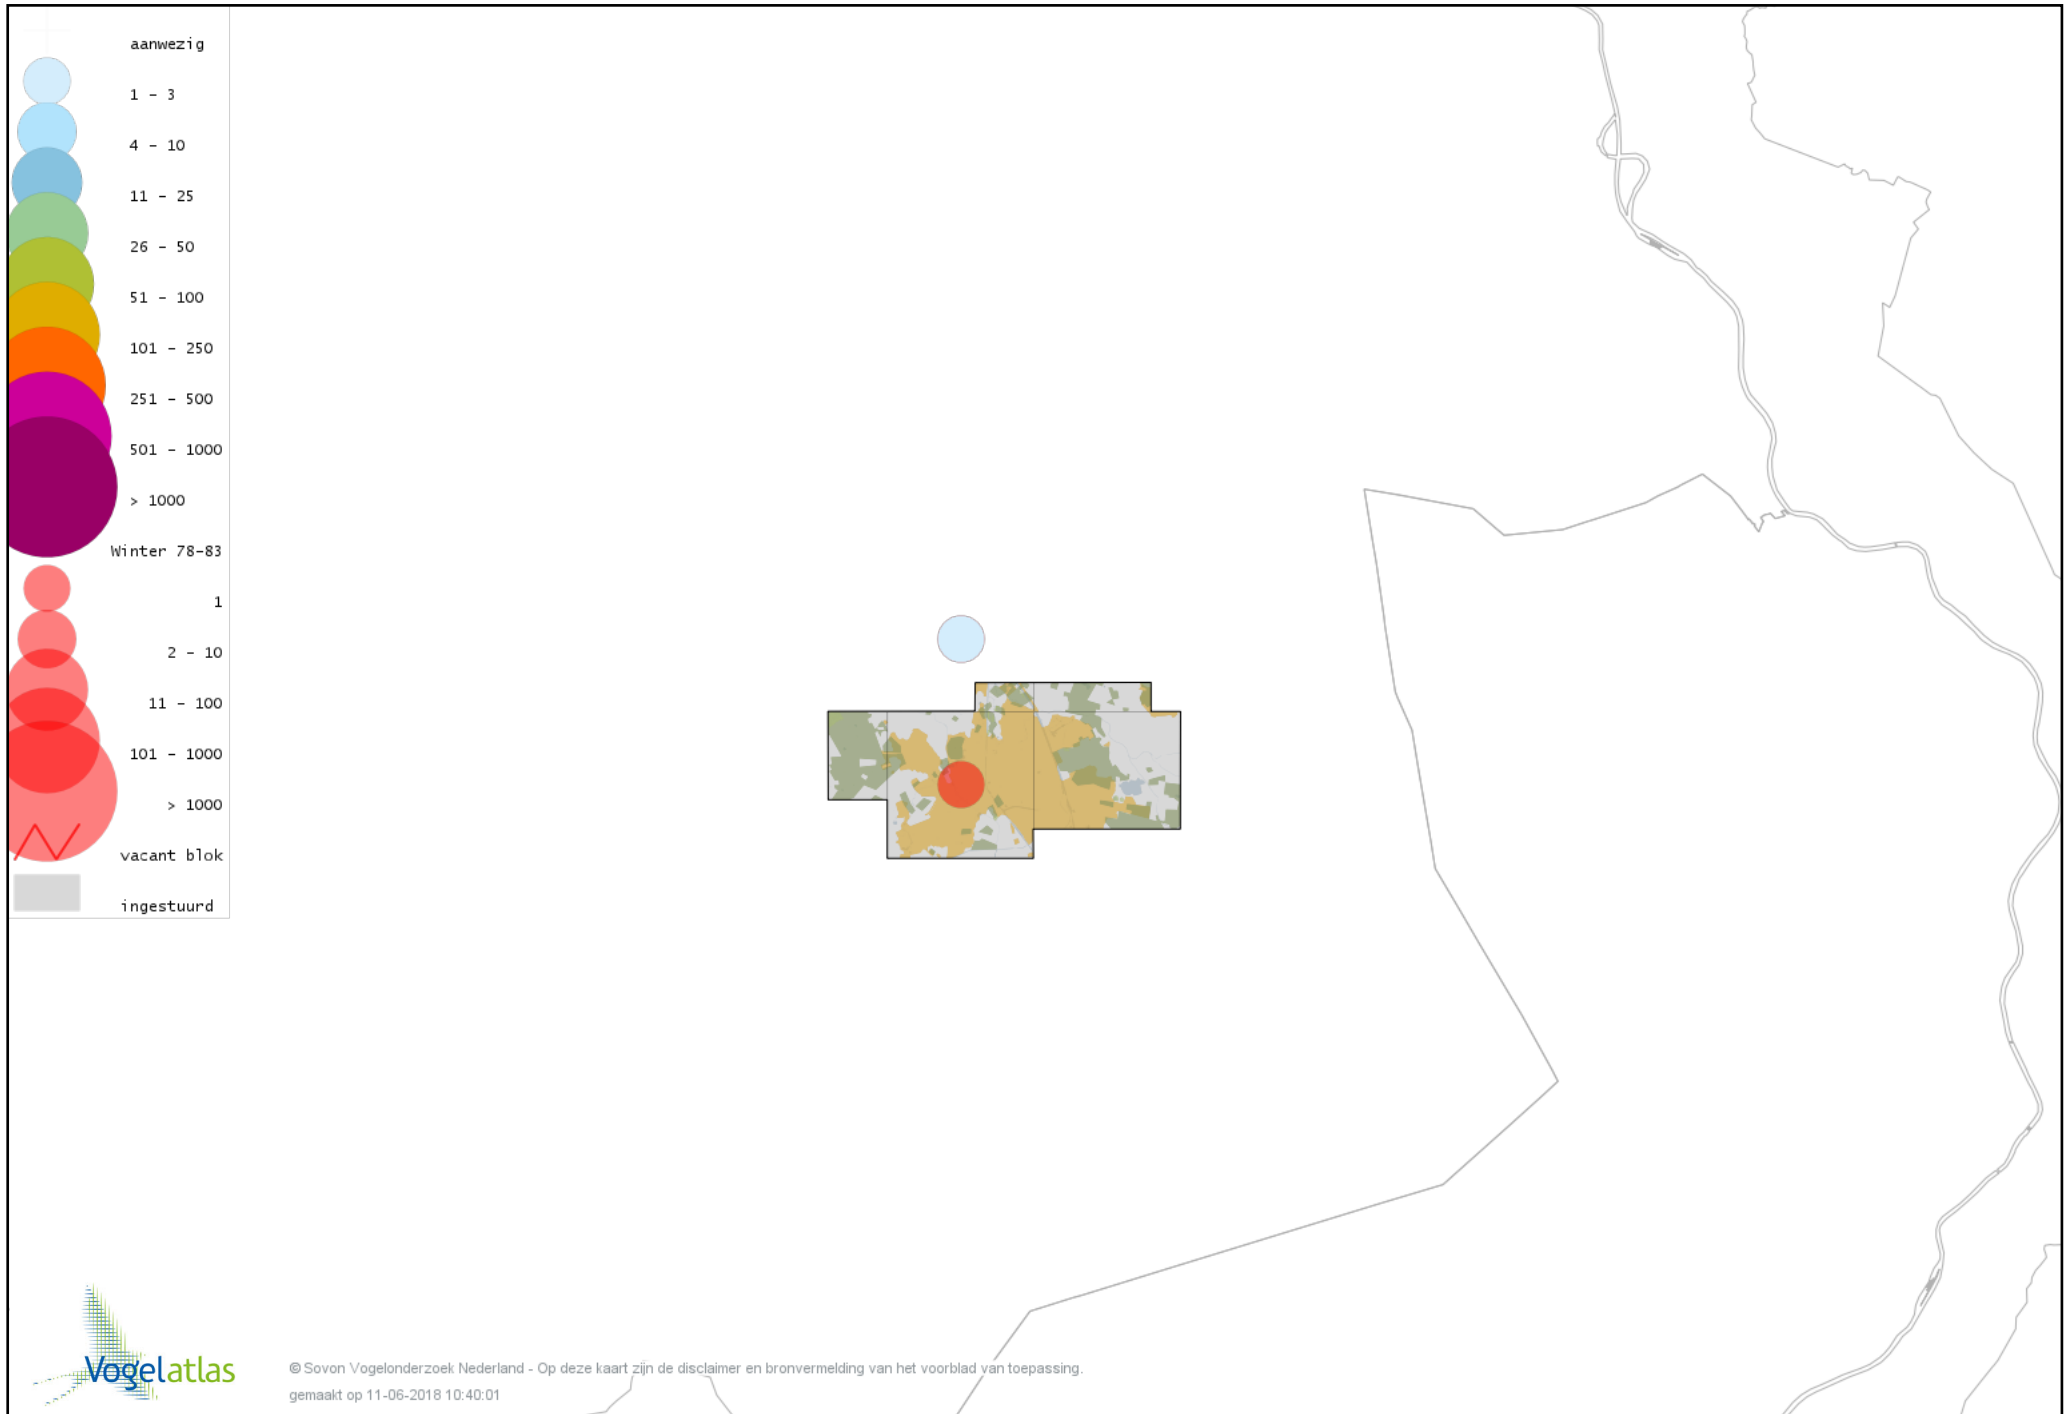 aanwezig
1 - 3
4 - 10
11 - 25
26 - 50
51 - 100
101 - 250
251 - 500
501 - 1000
> 1000
Winter 78-83
1
2 - 10
11 - 100
101 - 1000
> 1000
vacant blok
ingestuurd
Vogelatlas
© Sovon Vogelonderzoek Nederland - Op deze kaart zijn de disclaimer en bronvermelding van het voorblad van toepassing.
gemaakt op 11-06-2018 10:40:01